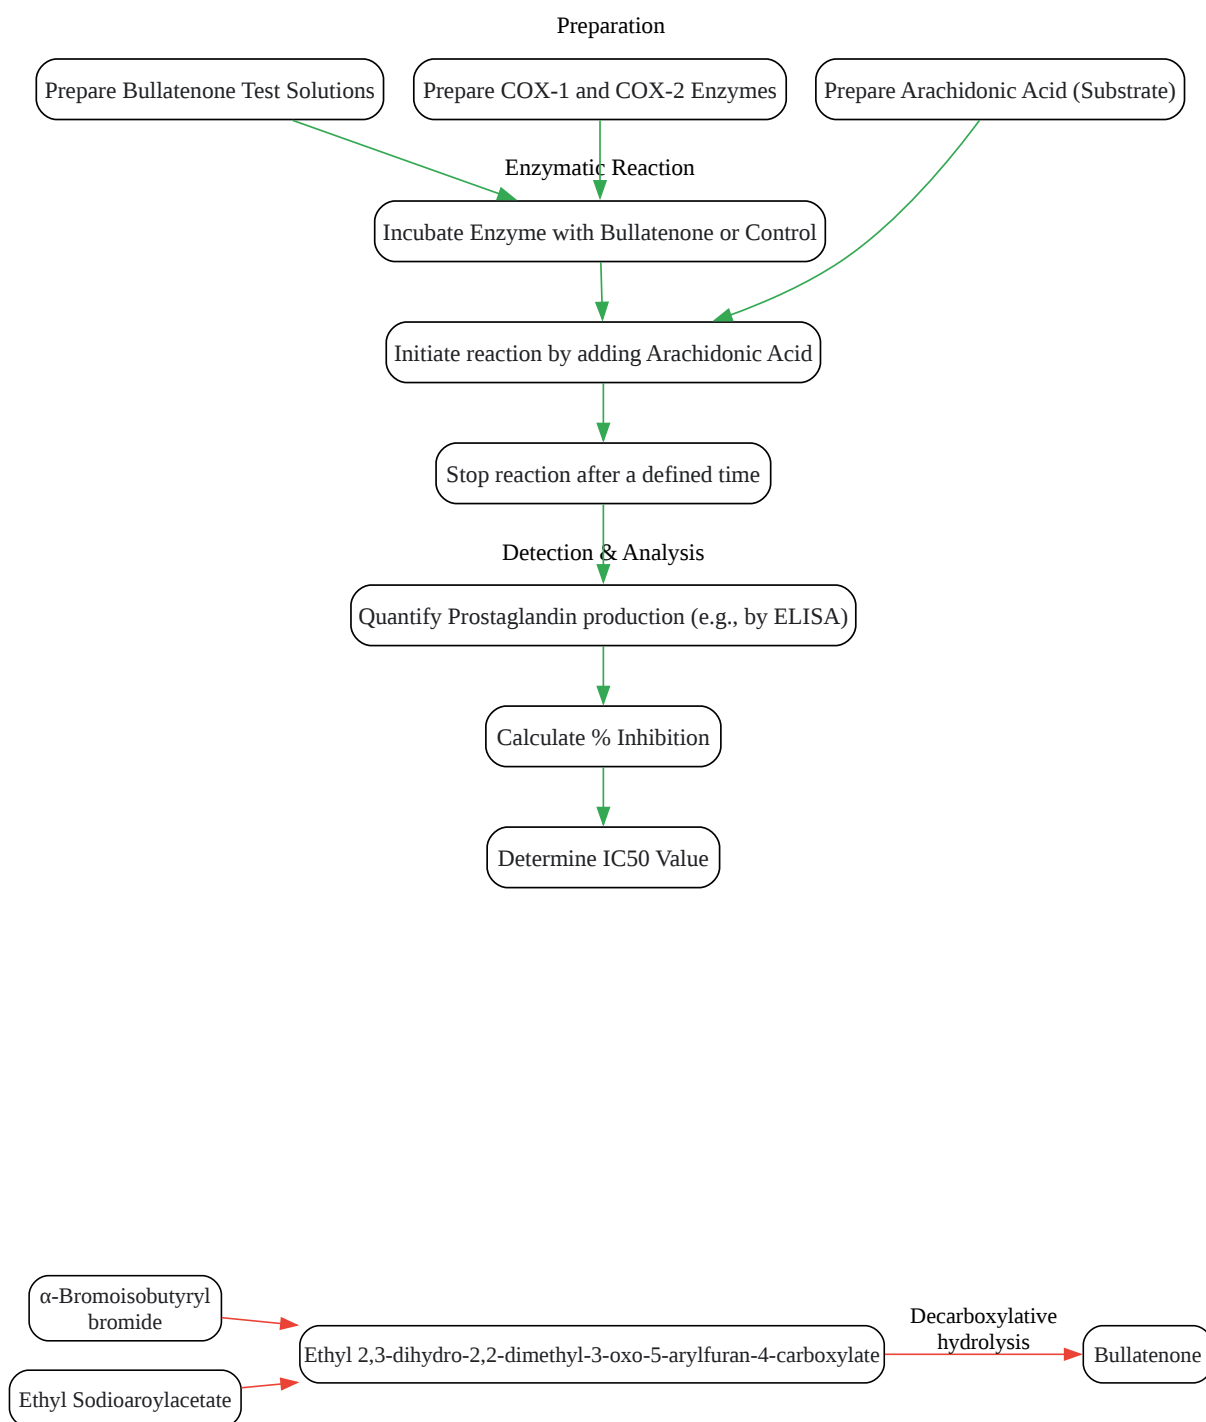 Preparation
Prepare Bullatenone Test Solutions
Prepare COX-1 and COX-2 Enzymes
Prepare Arachidonic Acid (Substrate)
Enzymatic Reaction
Incubate Enzyme with Bullatenone or Control
Initiate reaction by adding Arachidonic Acid
Stop reaction after a defined time
Detection & Analysis
Quantify Prostaglandin production (e.g., by ELISA)
Calculate % Inhibition
Determine IC50 Value
α-Bromoisobutyryl
bromide
Ethyl Sodioaroylacetate
Ethyl 2,3-dihydro-2,2-dimethyl-3-oxo-5-arylfuran-4-carboxylate
Decarboxylative
hydrolysis
Bullatenone